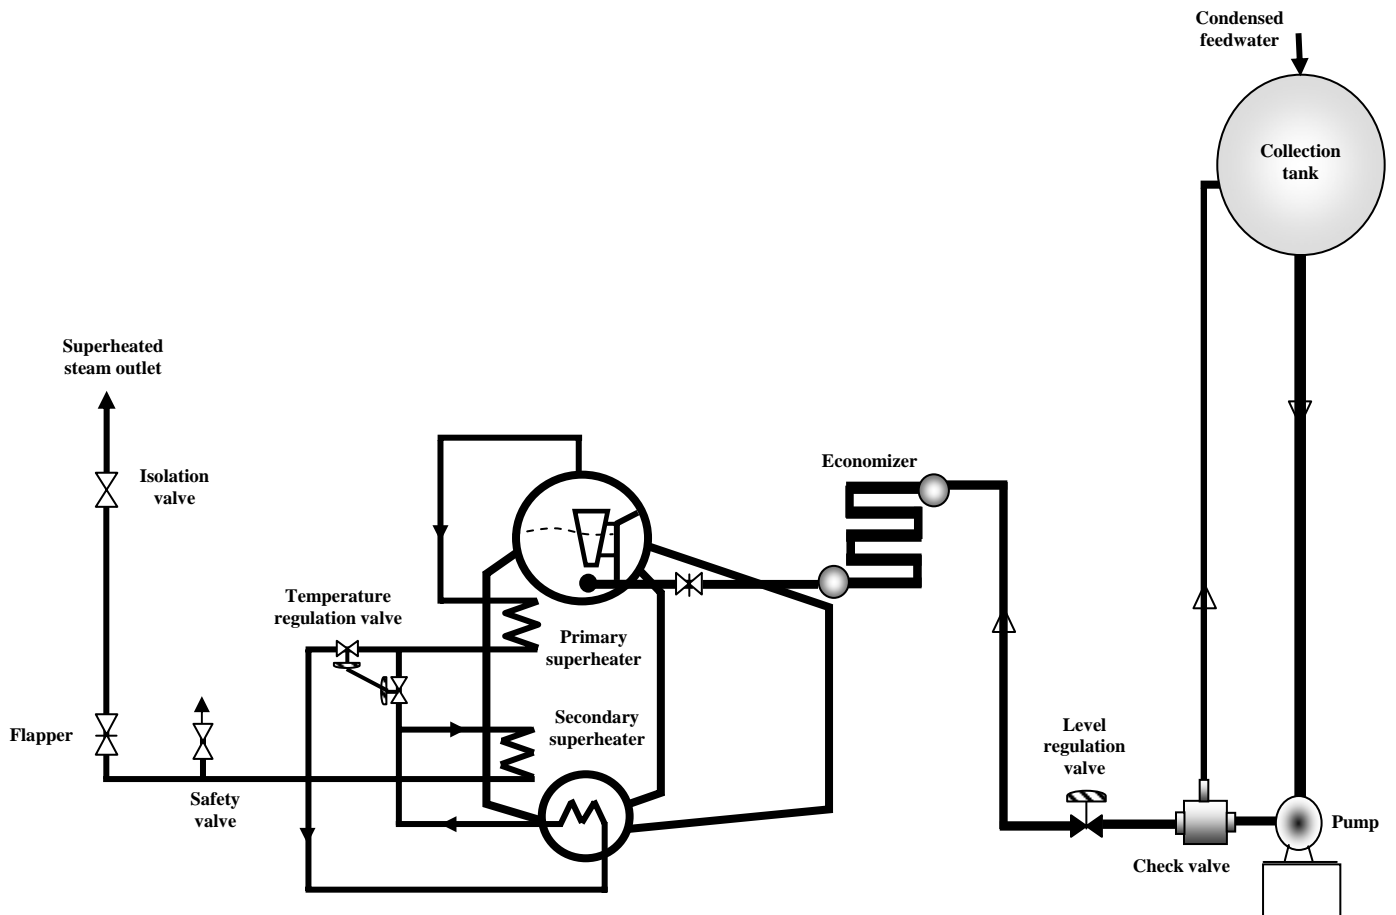 Condensed
feedwater
Collection
tank
Superheated
steam outlet
Isolation
valve
Economizer
Temperature
regulation valve
Primary
superheater
Secondary
superheater
Flapper
Safety
valve
Level
regulation
valve
Pump
Check valve